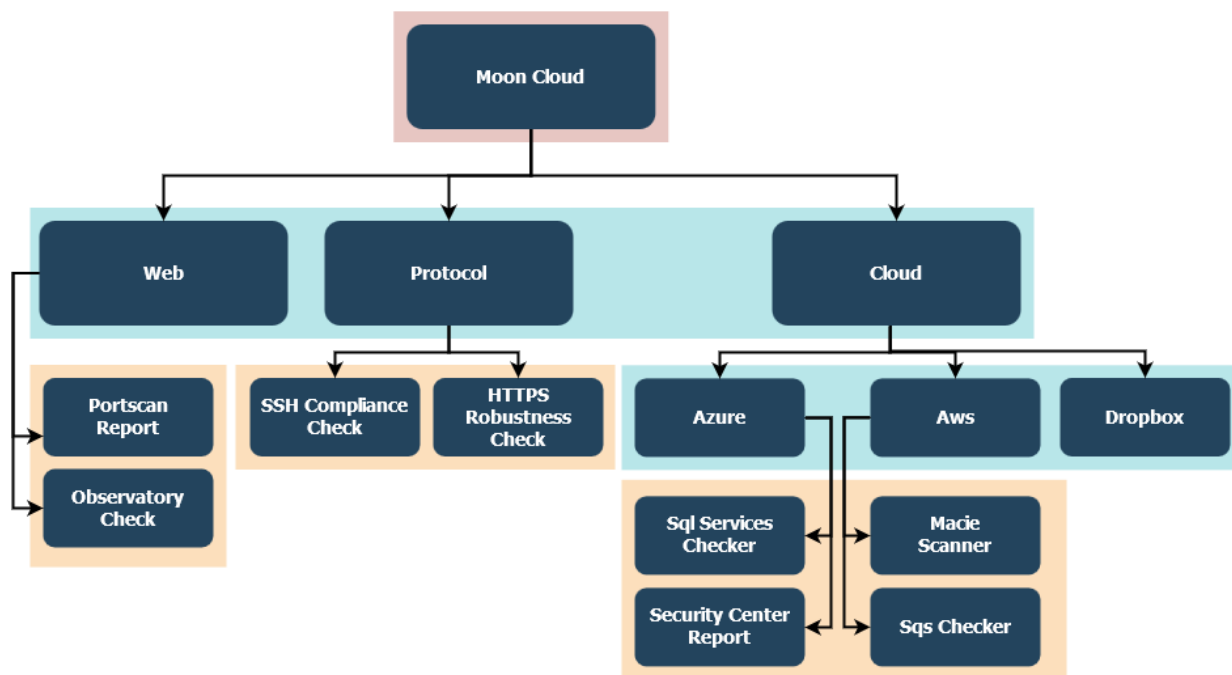 Moon Cloud
Web
Protocol
Cloud
Portscan
Report
Observatory
Check
SSH Compliance
Check
HTTPS
Robustness
Check
Azure
Aws
Dropbox
Sql Services
Checker
Security Center
Report
Macie
Scanner
Sqs Checker